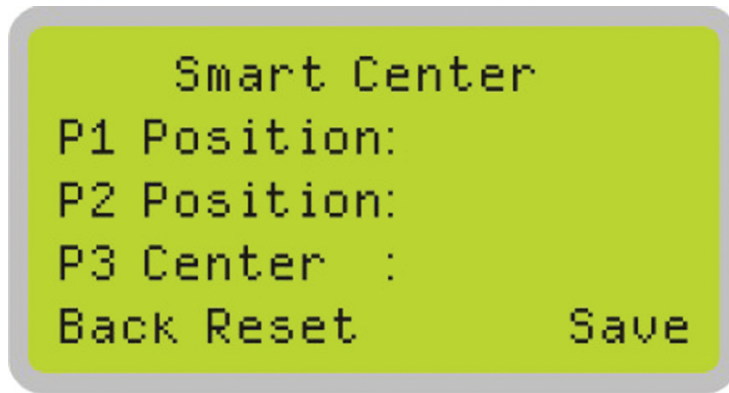 Smart Center
P1 Position:
P2 Position:
P3 Center :
Back Reset Save